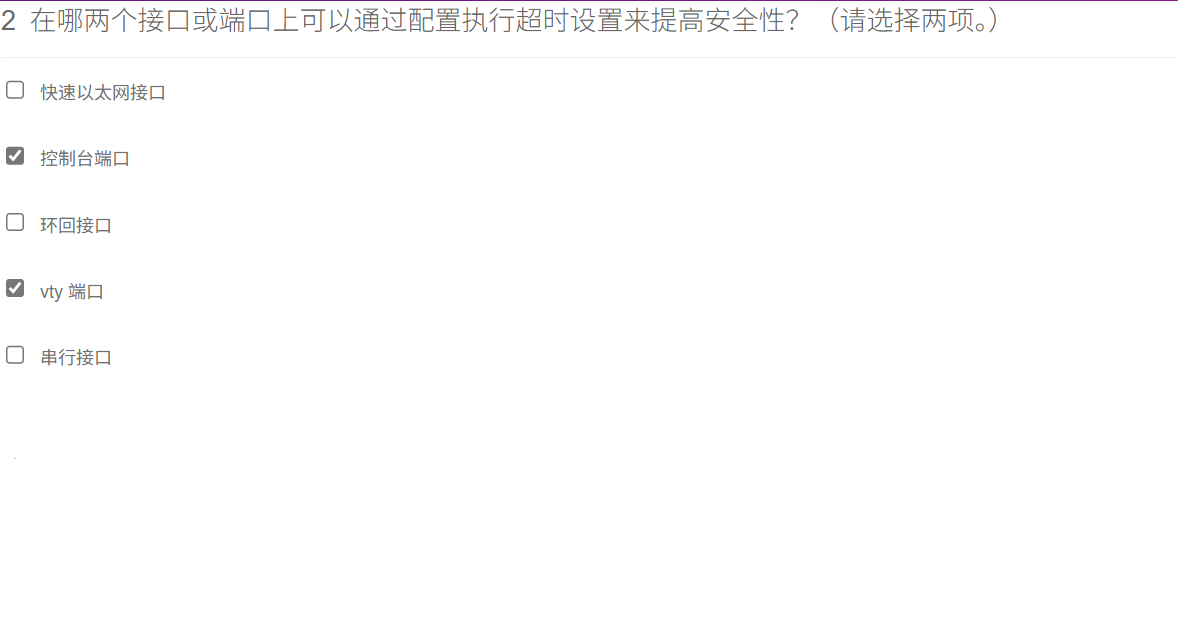 2 在哪两个接口或端口上可以通过配置执行超时设置来提高安全性？（请选择两项。）
快速以太网接口
控制台端口
环回接口
vty 端口
串行接口